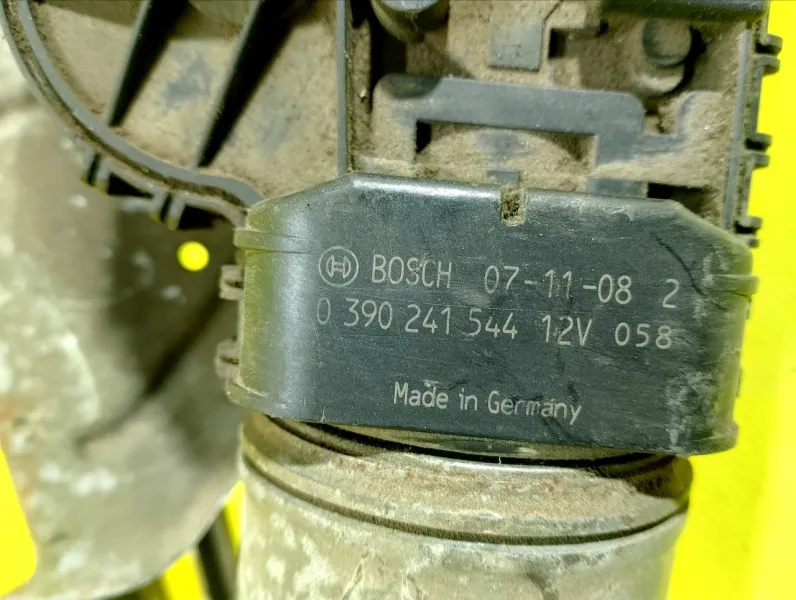 BOSCH 07-11-08 2
0 390 241 544 12V 058
Made in Germany